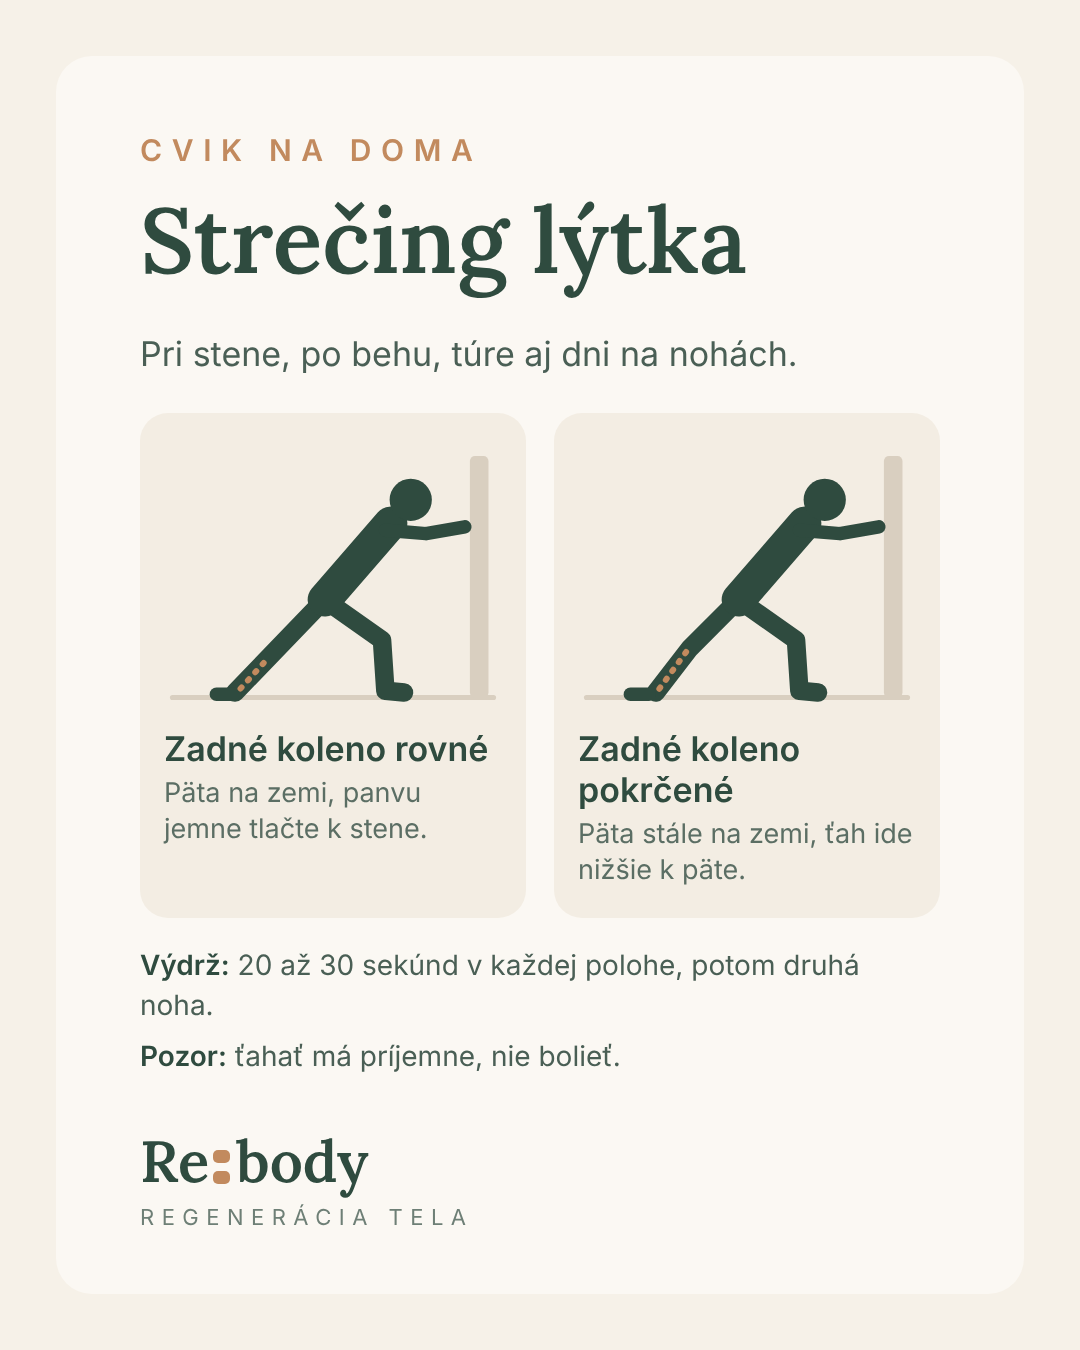 CVIK NA DOMA
Strečing lýtka
Pri stene, po behu, túre aj dni na nohách.
Zadné koleno rovné
Päta na zemi, panvu
jemne tlačte k stene.
Zadné koleno
pokrčené
Päta stále na zemi, ťah ide
nižšie k päte.
Výdrž: 20 až 30 sekúnd v každej polohe, potom druhá
noha.
Pozor: ťahať má príjemne, nie bolieť.
Re:body
REGENERÁCIA TELA